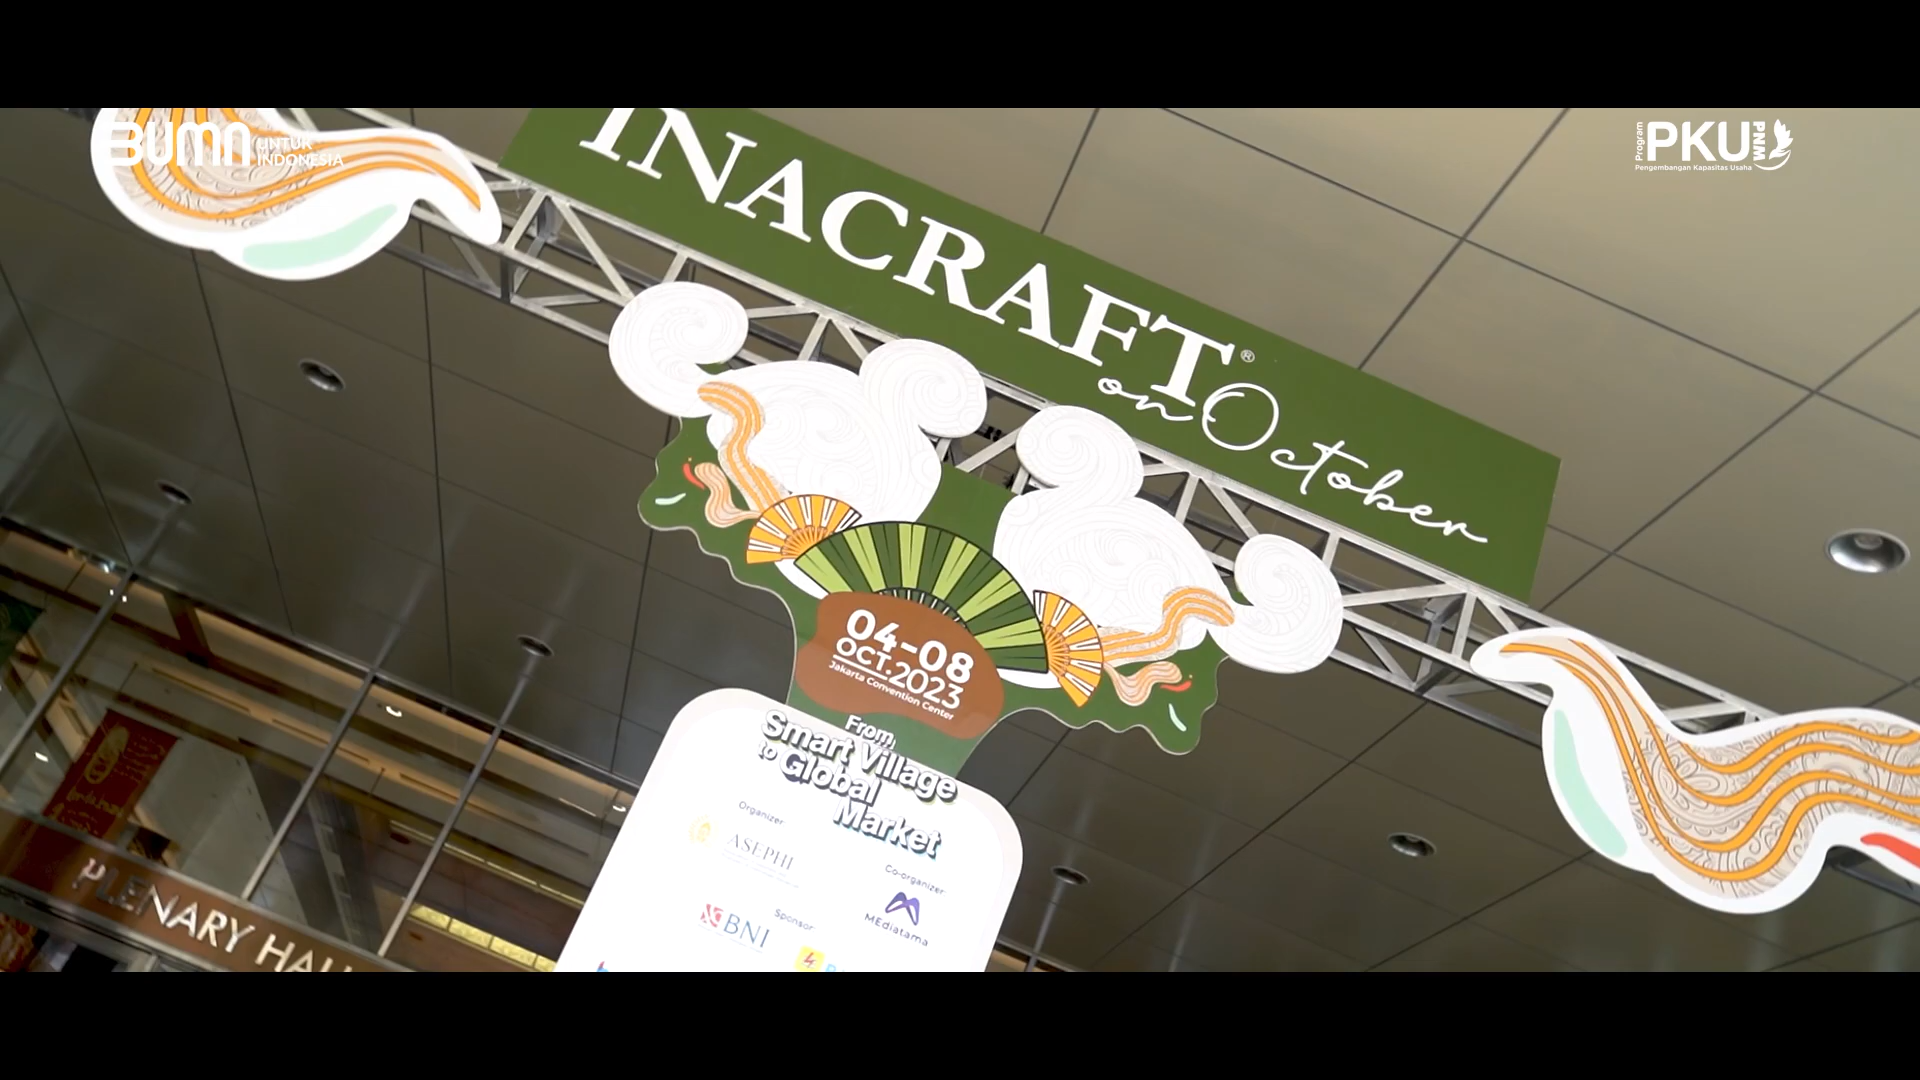 BUMN UNTUK INDONESIA
Program PKU PNM
Pengembangan Kapasitas Usaha
INACRAFT®
on October
04-08
OCT.2023
Jakarta Convention Center
From
Smart Village
to Global
Market
Organizer
ASEPHI
Co-organizer
MEdiatama
Sponsor
BNI
PLENARY HALL